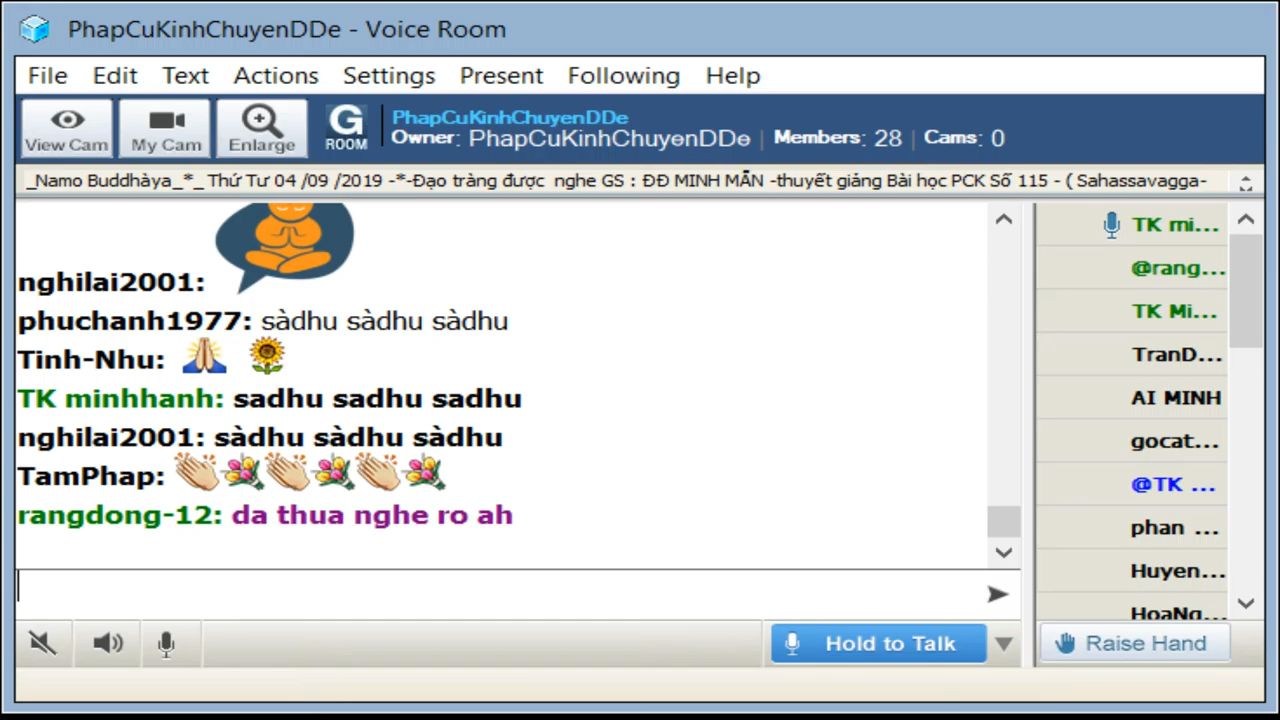 PhapCuKinhChuyenDDe - Voice Room
File Edit Text Actions Settings Present Following Help
View Cam My Cam Enlarge G ROOM
PhapCuKinhChuyenDDe
Owner: PhapCuKinhChuyenDDe | Members: 28 | Cams: 0
_Namo Buddhàya_*_ Thứ Tư 04 /09 /2019 -*-Đạo tràng được nghe GS : ĐĐ MINH MẪN -thuyết giảng Bài học PCK Số 115 - ( Sahassavagga-
nghilai2001:
phuchanh1977: sàdhu sàdhu sàdhu
Tinh-Nhu:
TK minhhanh: sadhu sadhu sadhu
nghilai2001: sàdhu sàdhu sàdhu
TamPhap:
rangdong-12: da thua nghe ro ah
TK mi...
@rang...
TK Mi...
TranD...
AI MINH
gocat...
@TK ...
phan ...
Huyen...
HoaNg...
Hold to Talk
Raise Hand